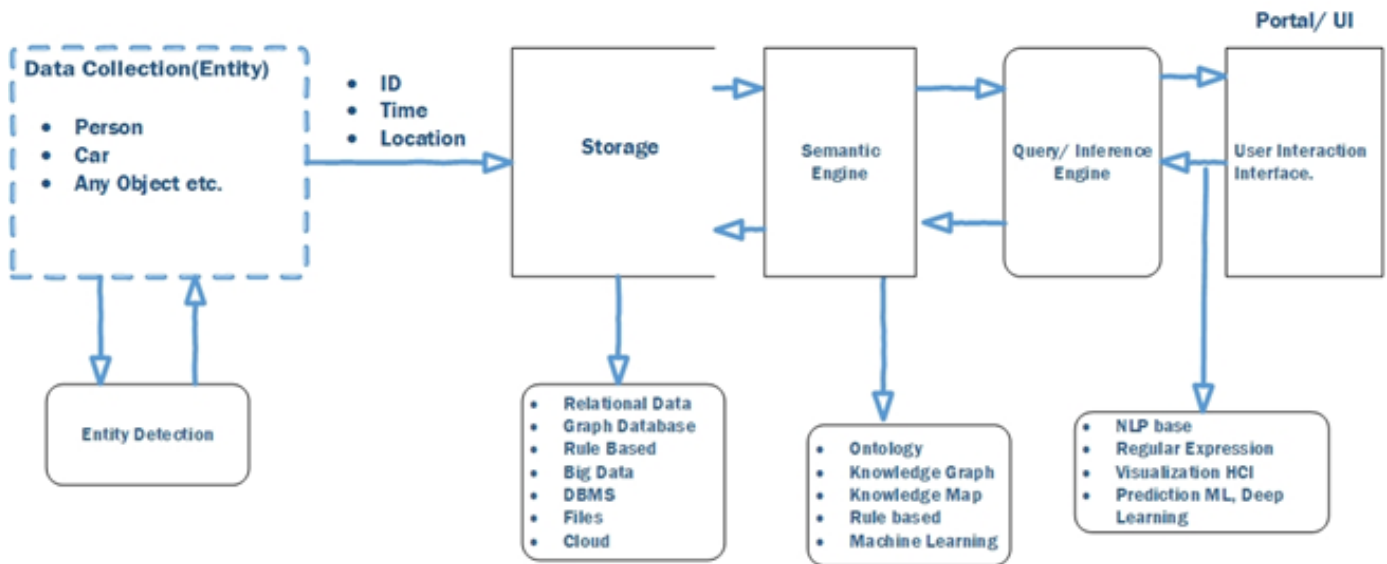 Portal/ UI
Data Collection(Entity)
• Person
• Car
• Any Object etc.
• ID
• Time
• Location
Storage
Semantic
Engine
Query/ Inference
Engine
User Interaction
Interface.
Entity Detection
• Relational Data
• Graph Database
• Rule Based
• Big Data
• DBMS
• Files
• Cloud
• Ontology
• Knowledge Graph
• Knowledge Map
• Rule based
• Machine Learning
• NLP base
• Regular Expression
• Visualization HCI
• Prediction ML, Deep
Learning